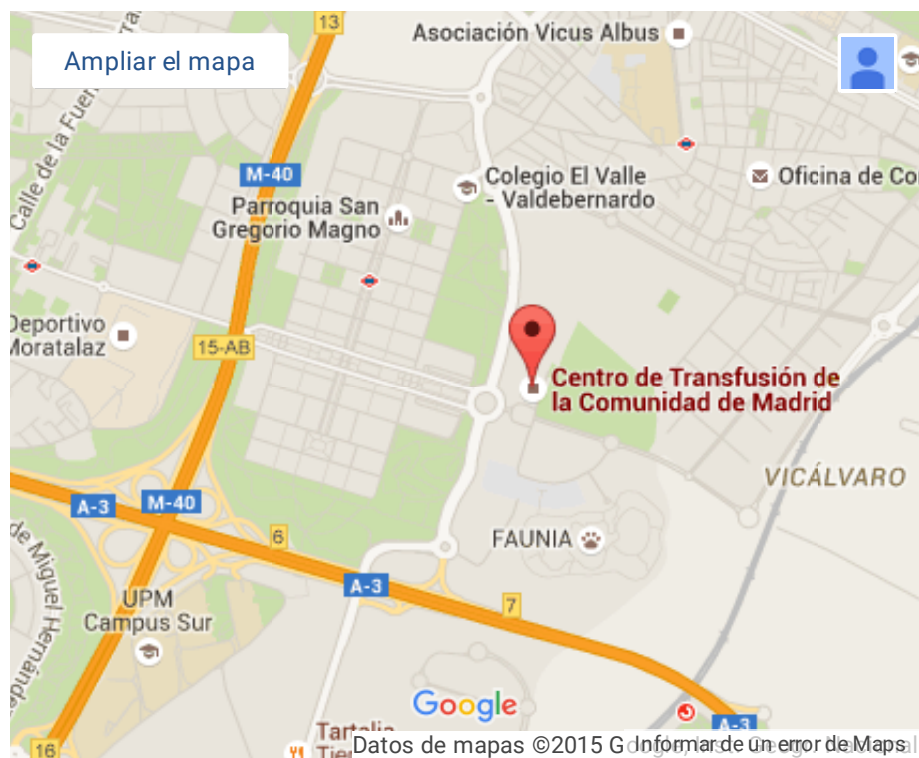 13
Asociación Vicus Albus
Ampliar el mapa
Calle de la Fuen
M-40
Colegio El Valle
- Valdebernardo
Oficina de Co
Parroquia San
Gregorio Magno
Deportivo
Moratalaz
15-AB
Centro de Transfusión de
la Comunidad de Madrid
VICÁLVARO
A-3
M-40
6
FAUNIA
de Miguel Hernández
A-3
7
UPM
Campus Sur
Google
A-3
16
Tartalia
Datos de mapas ©2015 G
Informar de un error de Maps